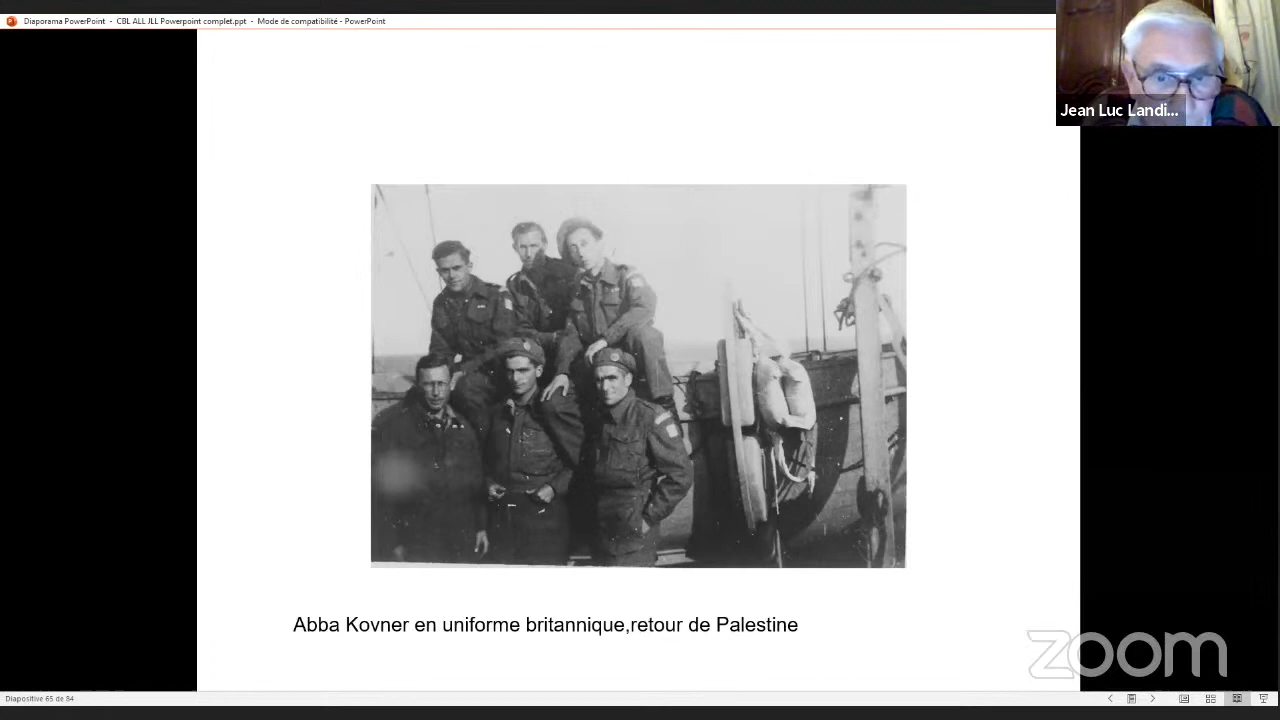 Diaporama PowerPoint - CBL ALL JLL Powerpoint complet.ppt - Mode de compatibilité - PowerPoint
Jean Luc Landi...
Abba Kovner en uniforme britannique,retour de Palestine
zoom
Diapositive 65 de 84